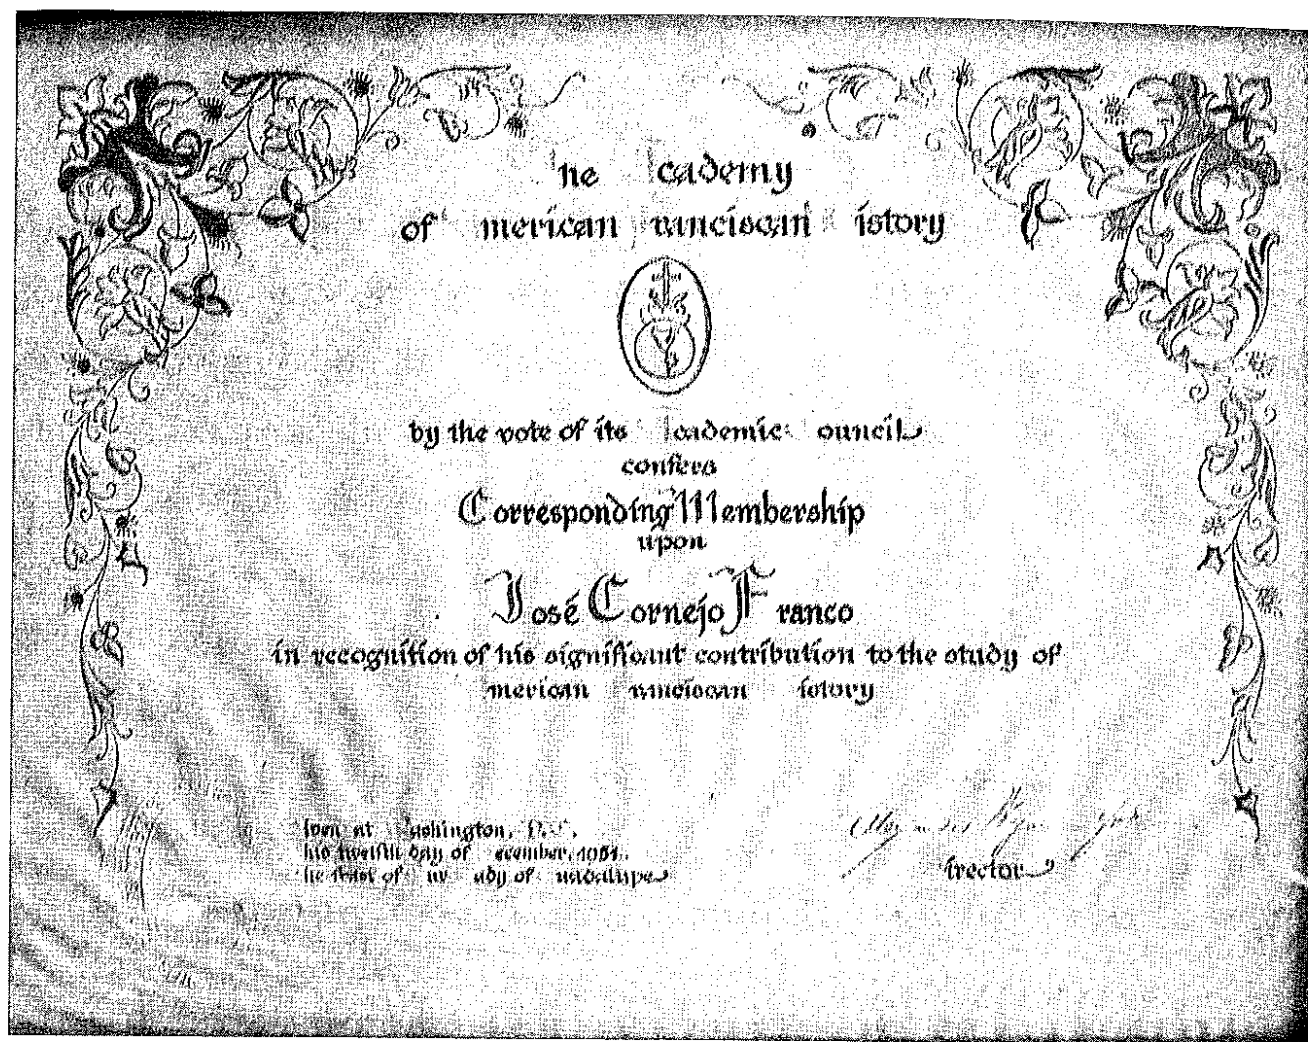 he cademy
of merican ranciscan istory
by the vote of its cademic ouncil
confers
Corresponding Membership
upon
José Cornejo Franco
in recognition of his significant contribution to the study of
merican ranciscan istory
iven at ashington, D.C.
his twelfth day of ecember, 1951.
he feast of ur ady of uadalupe
irector